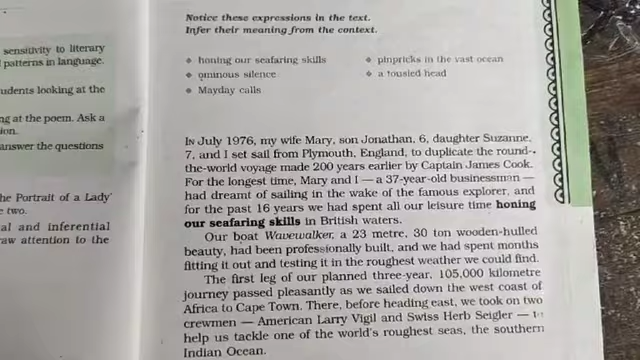 sensitivity to literary
patterns in language.
udents looking at the
ng at the poem. Ask a
ion.
answer the questions
he Portrait of a Lady'
two.
al and inferential
raw attention to the
Notice these expressions in the text.
Infer their meaning from the context.
❖ honing our seafaring skills
❖ ominous silence
❖ Mayday calls
❖ pinpricks in the vast ocean
❖ a tousled head
IN July 1976, my wife Mary, son Jonathan, 6, daughter Suzanne,
7, and I set sail from Plymouth, England, to duplicate the round-
the-world voyage made 200 years earlier by Captain James Cook.
For the longest time, Mary and I — a 37-year-old businessman —
had dreamt of sailing in the wake of the famous explorer, and
for the past 16 years we had spent all our leisure time honing
our seafaring skills in British waters.
Our boat Wavewalker, a 23 metre, 30 ton wooden-hulled
beauty, had been professionally built, and we had spent months
fitting it out and testing it in the roughest weather we could find.
The first leg of our planned three-year, 105,000 kilometre
journey passed pleasantly as we sailed down the west coast of
Africa to Cape Town. There, before heading east, we took on two
crewmen — American Larry Vigil and Swiss Herb Seigler — to
help us tackle one of the world's roughest seas, the southern
Indian Ocean.